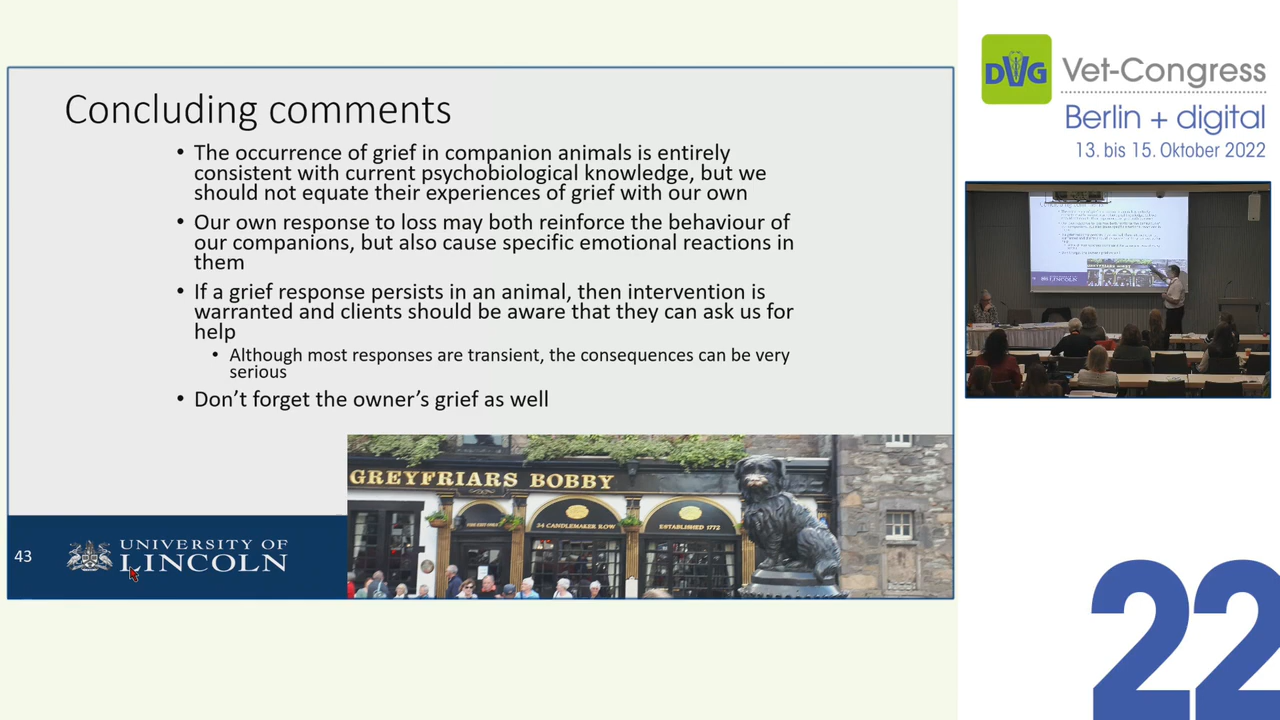 Concluding comments
• The occurrence of grief in companion animals is entirely
consistent with current psychobiological knowledge, but we
should not equate their experiences of grief with our own
• Our own response to loss may both reinforce the behaviour of
our companions, but also cause specific emotional reactions in
them
• If a grief response persists in an animal, then intervention is
warranted and clients should be aware that they can ask us for
help
• Although most responses are transient, the consequences can be very
serious
• Don’t forget the owner’s grief as well
GREYFRIARS BOBBY
34 CANDLEMAKER ROW
ESTABLISHED 1772
43
UNIVERSITY OF
LINCOLN
DVG
Vet-Congress
Berlin + digital
13. bis 15. Oktober 2022
GREYFRIARS BOBBY
LINCOLN
22